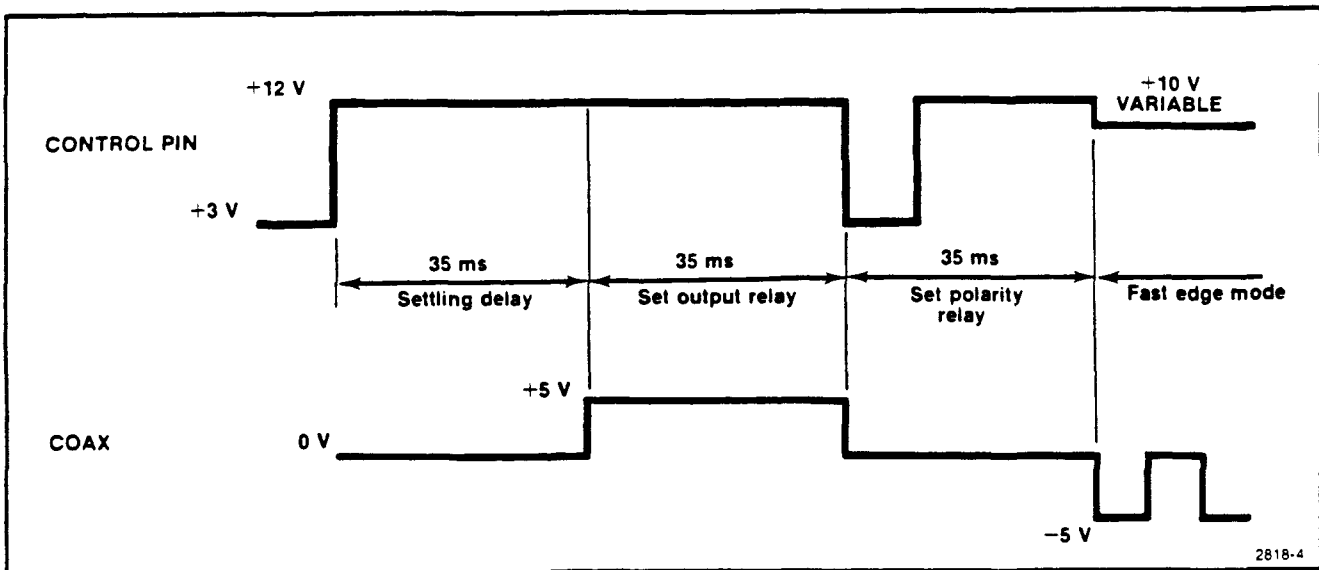 +12 V
+10 V
VARIABLE
CONTROL PIN
+3 V
35 ms
Settling delay
35 ms
Set output relay
35 ms
Set polarity
relay
Fast edge mode
+5 V
COAX
0 V
−5 V
2818-4